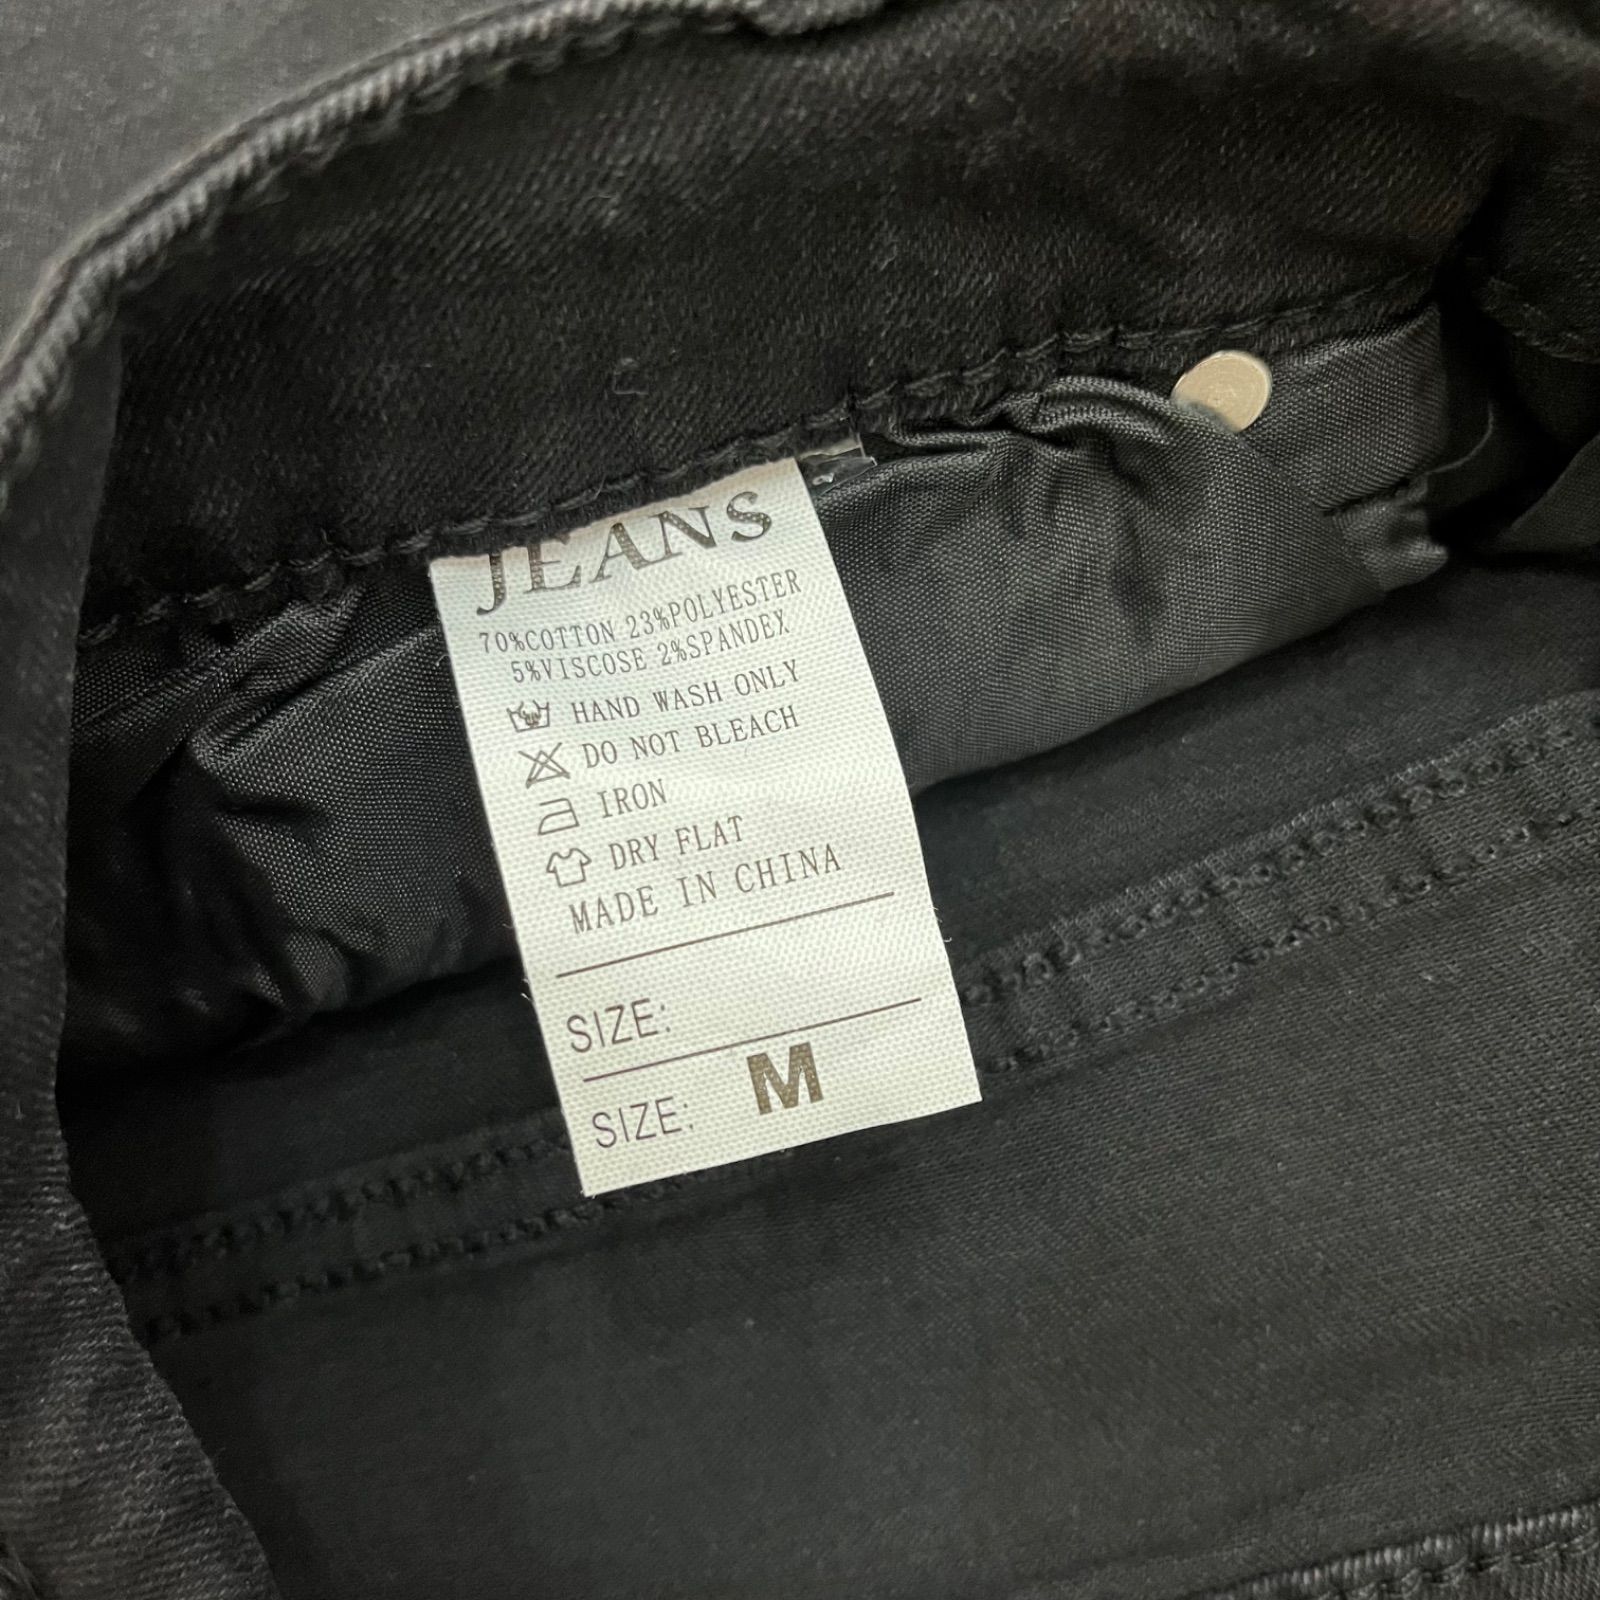 JEANS
70%COTTON 23%POLYESTER
5%VISCOSE 2%SPANDEX
HAND WASH ONLY
DO NOT BLEACH
IRON
DRY FLAT
MADE IN CHINA
SIZE:
SIZE: M